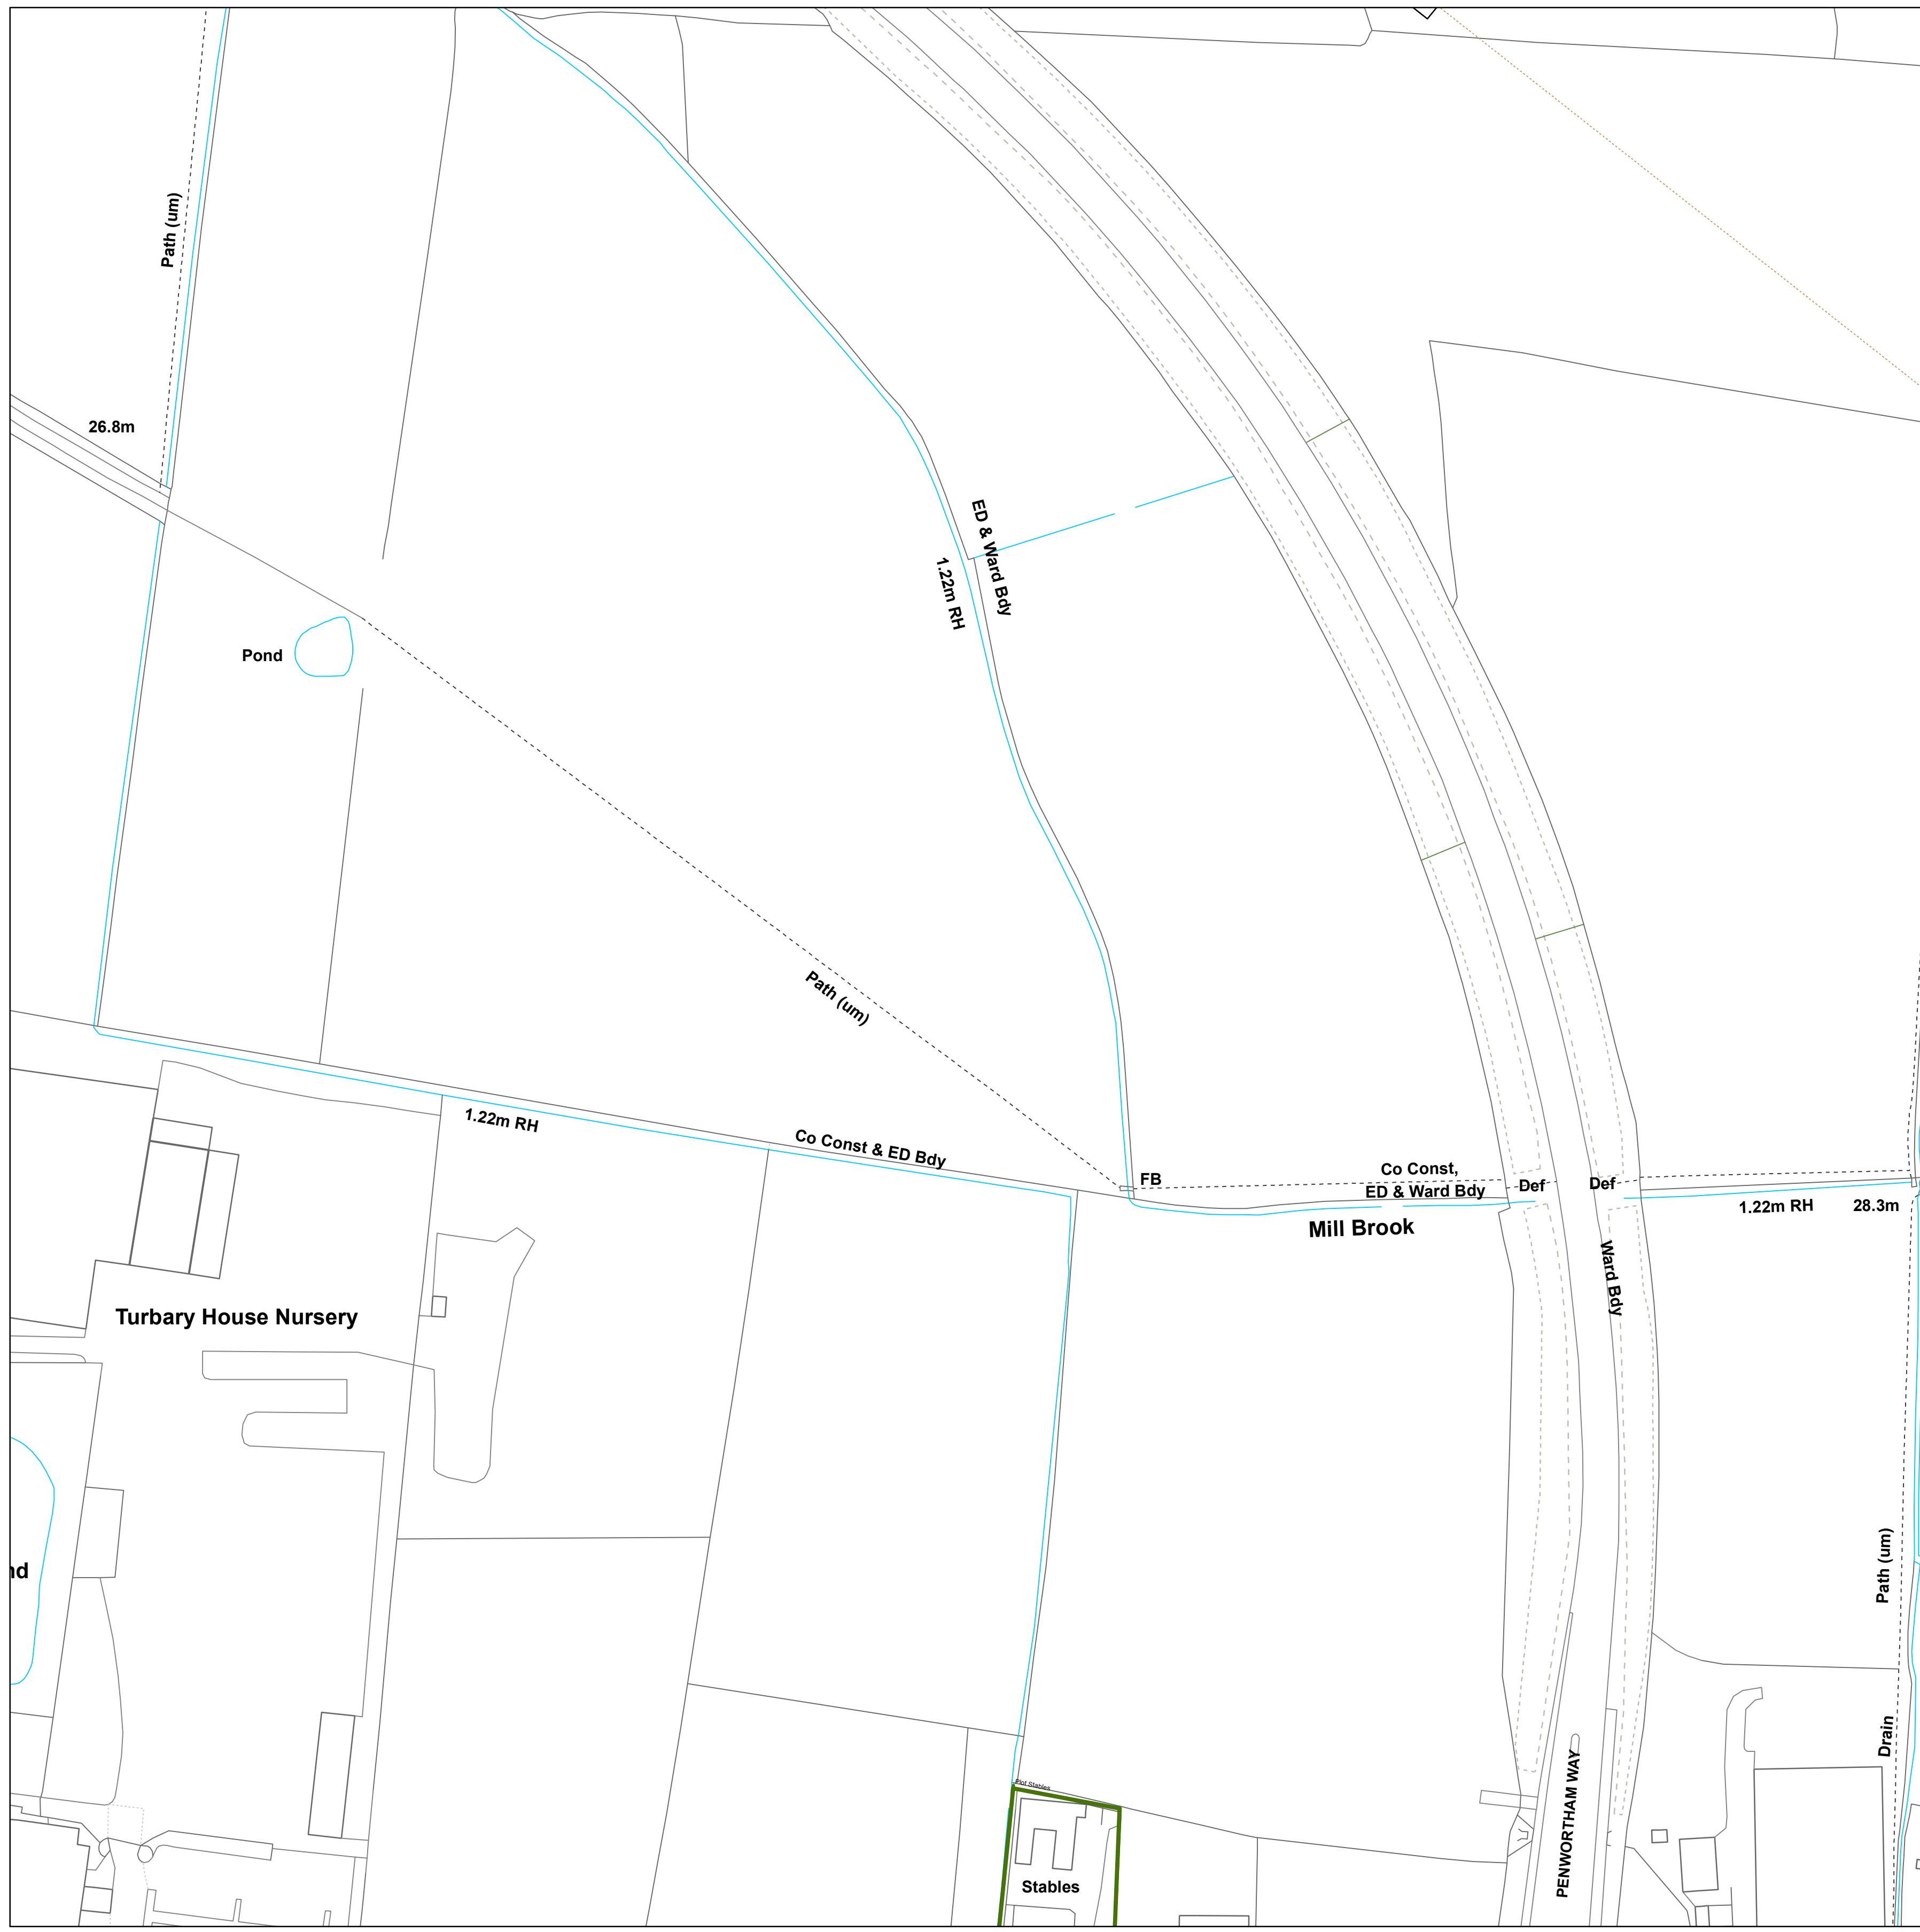 Path (um)
26.8m
ED & Ward Bdy
1.22m RH
Pond
Path (um)
1.22m RH
Co Const & ED Bdy
FB
Co Const,
ED & Ward Bdy
Def
Def
1.22m RH
28.3m
Mill Brook
Ward Bdy
Turbary House Nursery
nd
Path (um)
Drain
PENWORTHAM WAY
Plot Stables
Stables